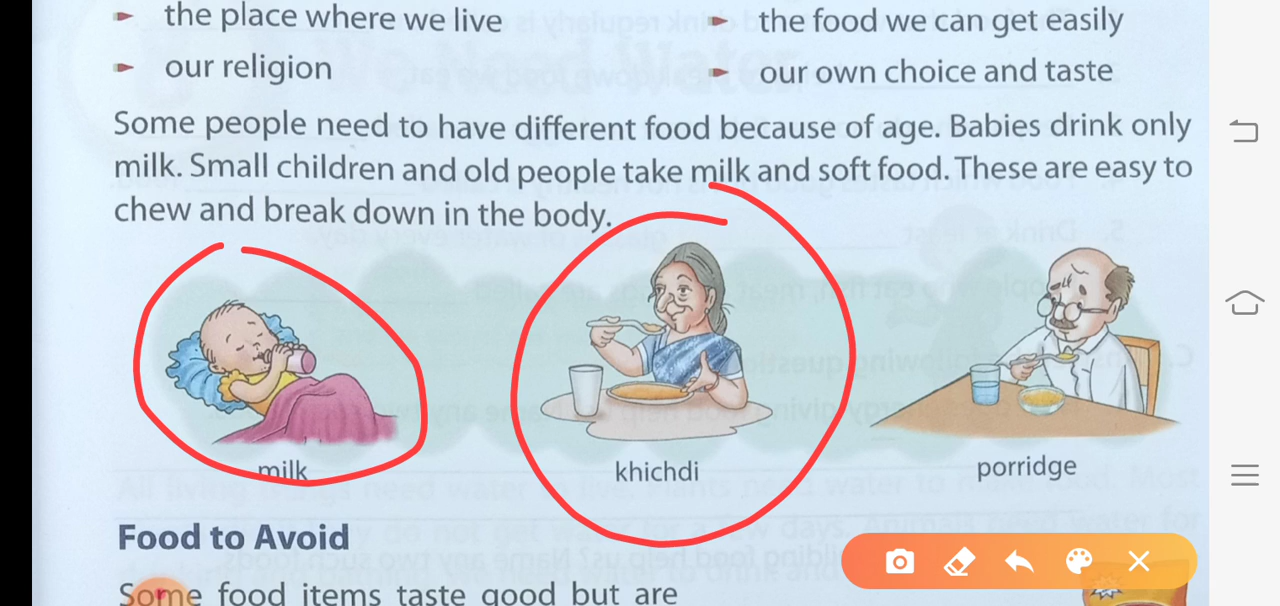 the place where we live
the food we can get easily
our religion
our own choice and taste
Some people need to have different food because of age. Babies drink only
milk. Small children and old people take milk and soft food. These are easy to
chew and break down in the body.
milk
khichdi
porridge
Food to Avoid
Some food items taste good but are